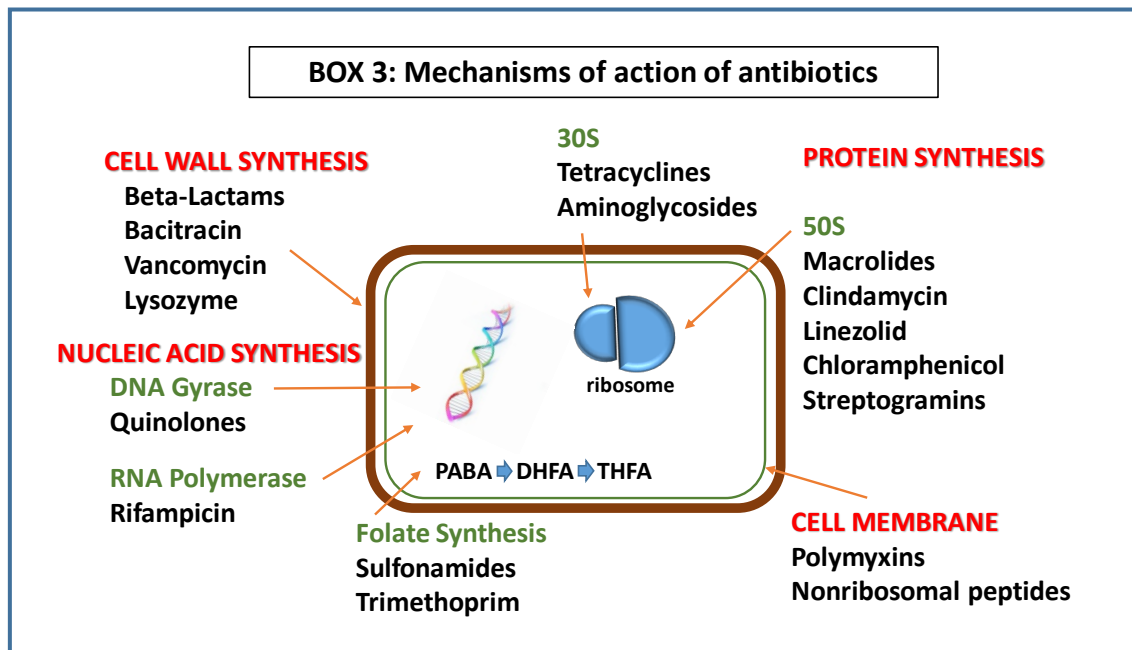 BOX 3: Mechanisms of action of antibiotics
CELL WALL SYNTHESIS
Beta-Lactams
Bacitracin
Vancomycin
Lysozyme
NUCLEIC ACID SYNTHESIS
DNA Gyrase
Quinolones
RNA Polymerase
Rifampicin
30S
Tetracyclines
Aminoglycosides
PROTEIN SYNTHESIS
50S
Macrolides
Clindamycin
Linezolid
Chloramphenicol
Streptogramins
ribosome
PABA DHFA THFA
Folate Synthesis
Sulfonamides
Trimethoprim
CELL MEMBRANE
Polymyxins
Nonribosomal peptides